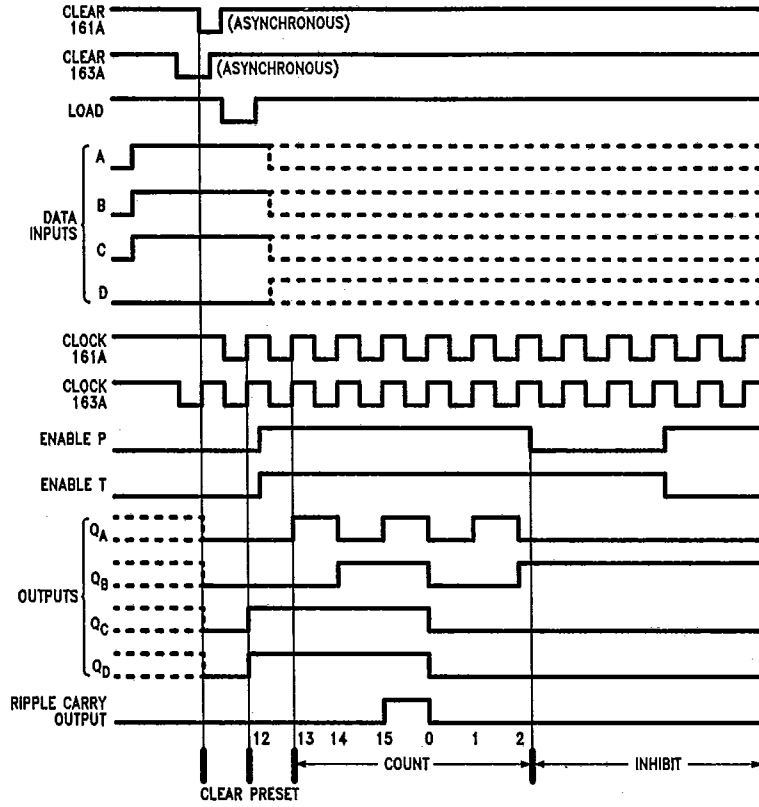 CLEAR
161A
(ASYNCHRONOUS)
CLEAR
163A
(ASYNCHRONOUS)
LOAD
A
B
DATA
INPUTS
C
D
CLOCK
161A
CLOCK
163A
ENABLE P
ENABLE T
QA
QB
OUTPUTS
QC
QD
RIPPLE CARRY
OUTPUT
12 13 14 15 0 1 2
COUNT INHIBIT
CLEAR PRESET